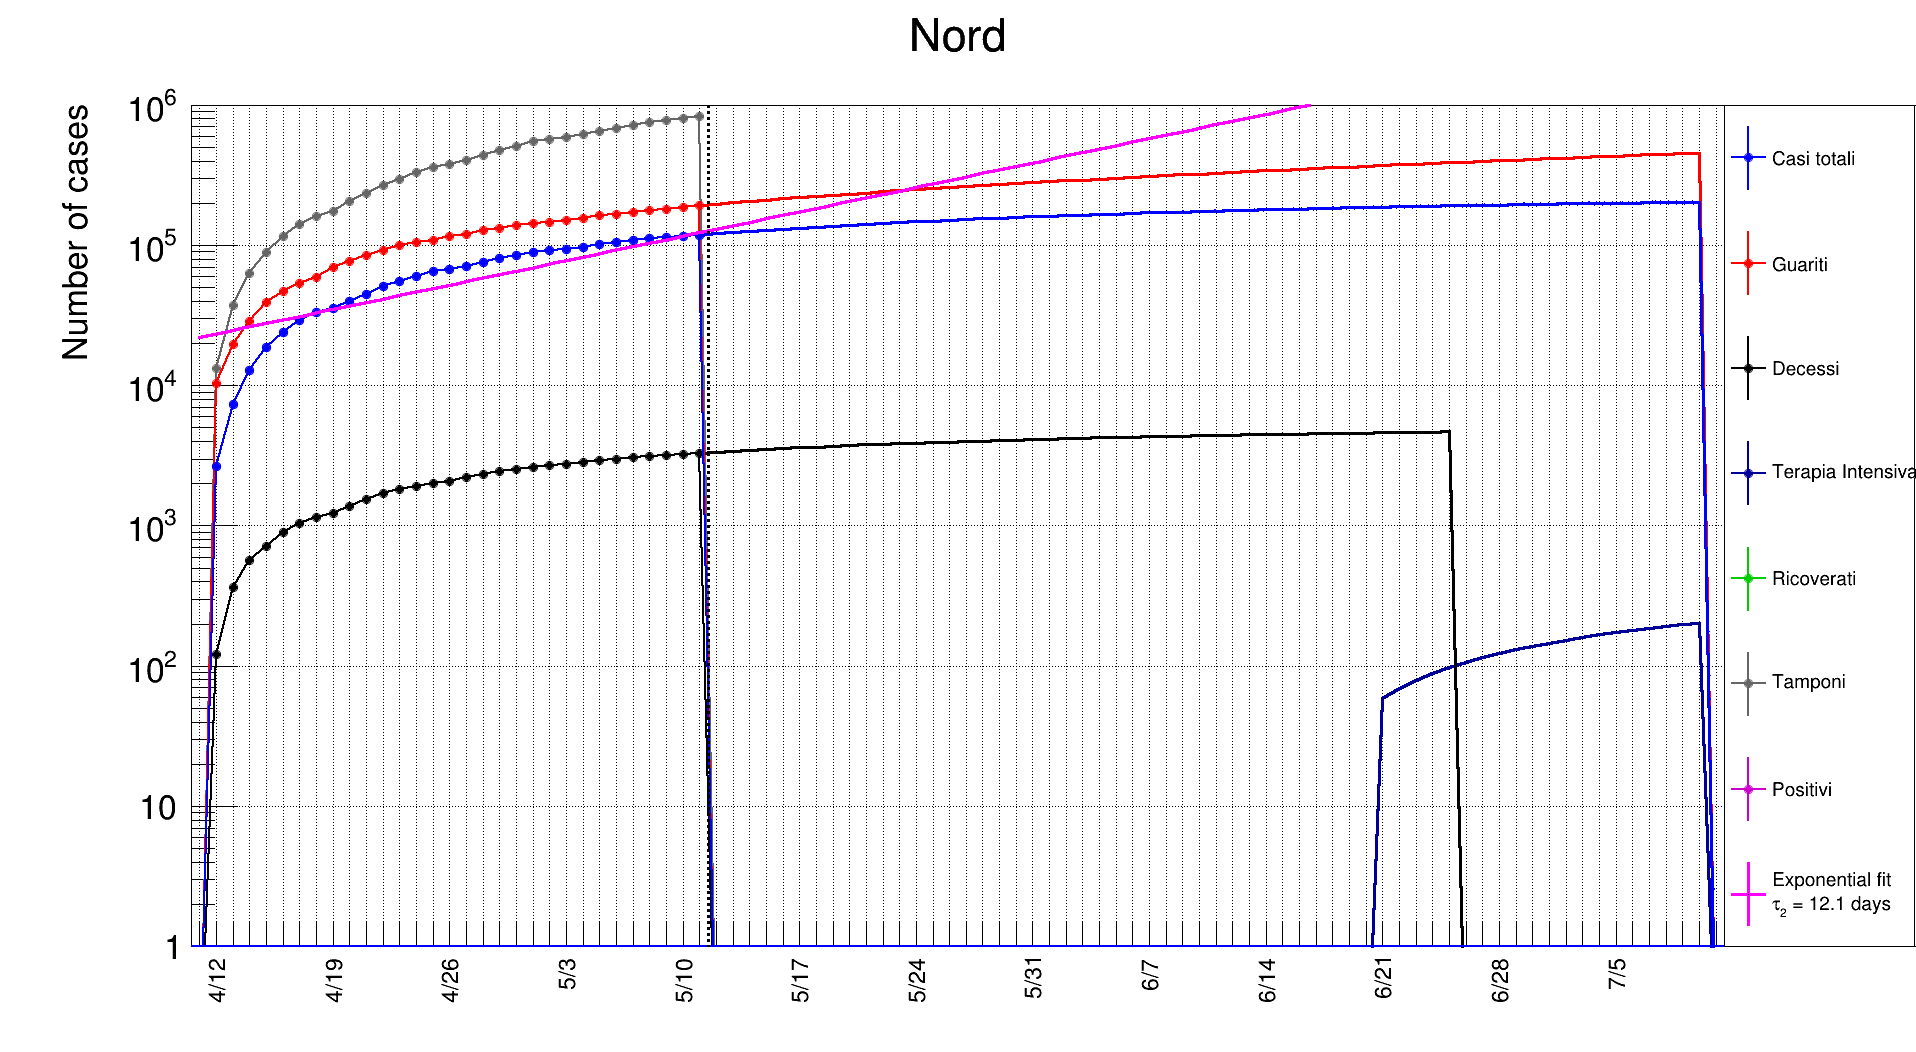 Nord
Number of cases
10^6
10^5
10^4
10^3
10^2
10
1
4/12
4/19
4/26
5/3
5/10
5/17
5/24
5/31
6/7
6/14
6/21
6/28
7/5
Casi totali
Guariti
Decessi
Terapia Intensiva
Ricoverati
Tamponi
Positivi
Exponential fit
τ₂ = 12.1 days